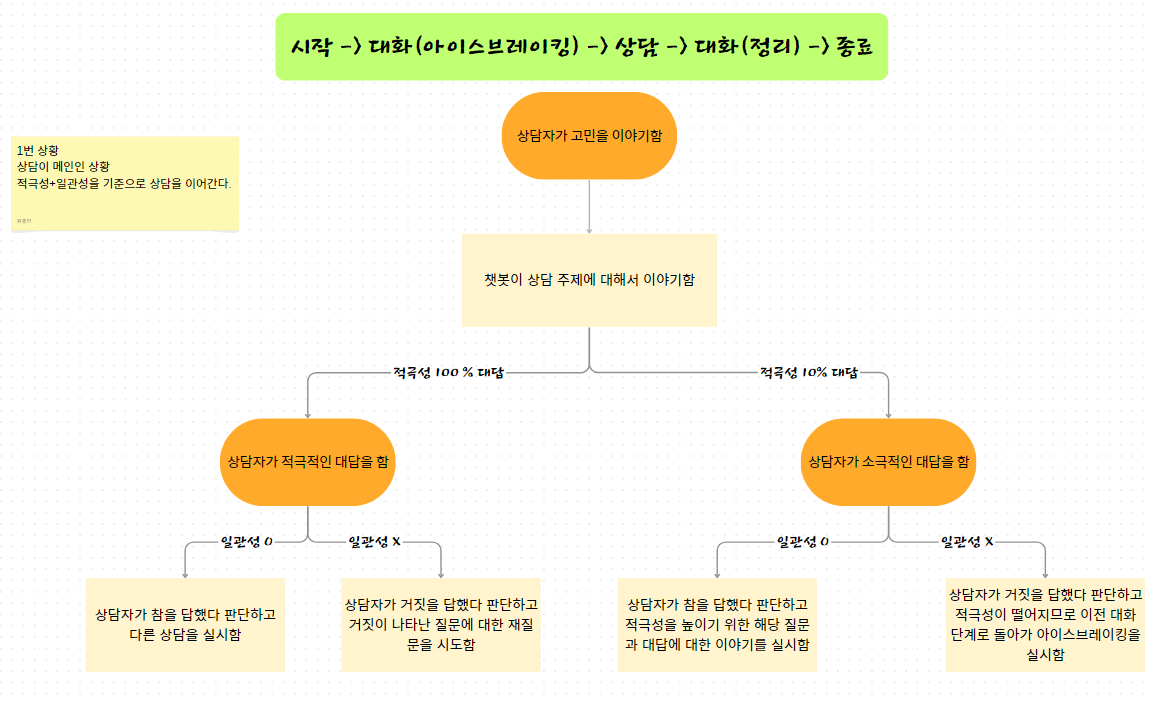 시작 -> 대화(아이스브레이킹) -> 상담 -> 대화(정리) -> 종료
상담자가 고민을 이야기함
1번 상황
상담이 메인인 상황
적극성+일관성을 기준으로 상담을 이어간다.
챗봇이 상담 주제에 대해서 이야기함
적극성 100 % 대답
적극성 10% 대답
상담자가 적극적인 대답을 함
상담자가 소극적인 대답을 함
일관성 O
일관성 X
일관성 O
일관성 X
상담자가 참을 답했다 판단하고
다른 상담을 실시함
상담자가 거짓을 답했다 판단하고
거짓이 나타난 질문에 대한 재질
문을 시도함
상담자가 참을 답했다 판단하고
적극성을 높이기 위한 해당 질문
과 대답에 대한 이야기를 실시함
상담자가 거짓을 답했다 판단하고
적극성이 떨어지므로 이전 대화
단계로 돌아가 아이스브레이킹을
실시함